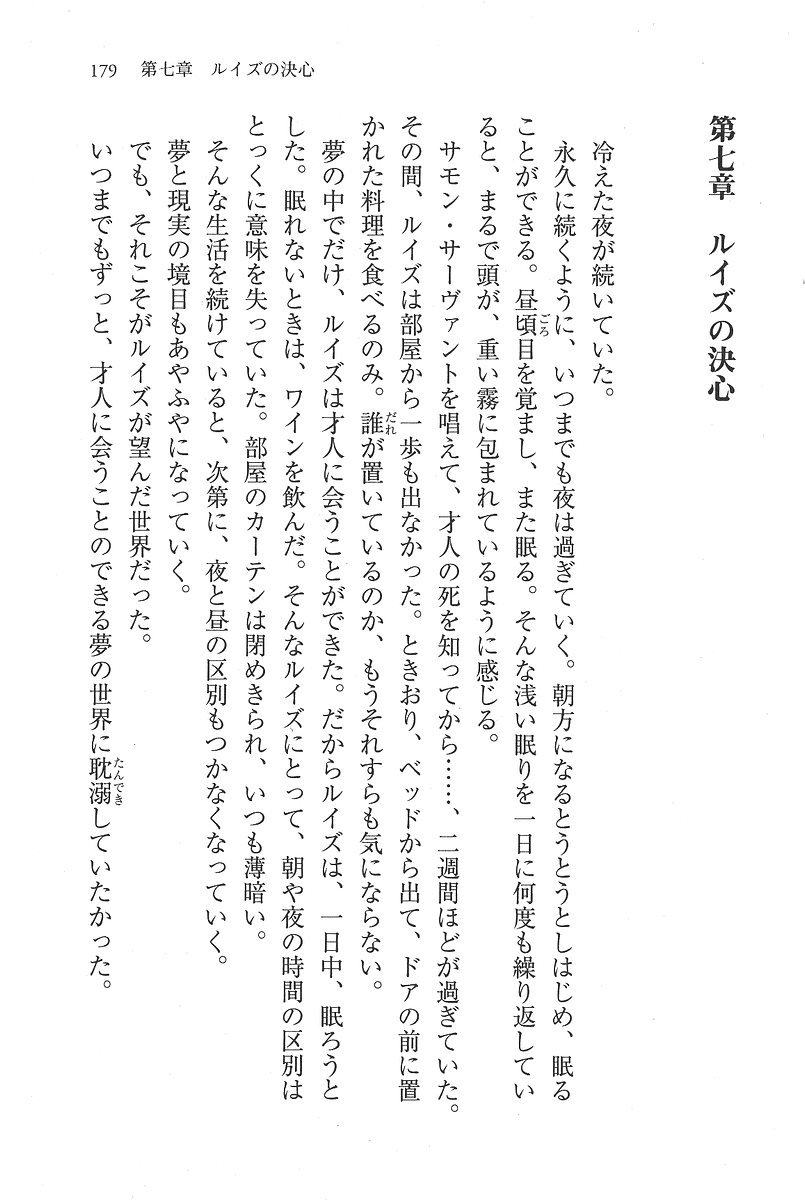 179　第七章　ルイズの決心
第七章　ルイズの決心
冷えた夜が続いていた。
永久に続くように、いつまでも夜は過ぎていく。朝方になるとうとうとしはじめ、眠る
ことができる。昼頃目を覚まし、また眠る。そんな浅い眠りを一日に何度も繰り返してい
ごろ
ると、まるで頭が、重い霧に包まれているように感じる。
サモン・サーヴァントを唱えて、才人の死を知ってから……、二週間ほどが過ぎていた。
その間、ルイズは部屋から一歩も出なかった。ときおり、ベッドから出て、ドアの前に置
かれた料理を食べるのみ。誰が置いているのか、もうそれすらも気にならない。
だれ
夢の中でだけ、ルイズは才人に会うことができた。だからルイズは、一日中、眠ろうと
した。眠れないときは、ワインを飲んだ。そんなルイズにとって、朝や夜の時間の区別は
とっくに意味を失っていた。部屋のカーテンは閉めきられ、いつも薄暗い。
そんな生活を続けていると、次第に、夜と昼の区別もつかなくなっていく。
夢と現実の境目もあやふやになっていく。
でも、それこそがルイズが望んだ世界だった。
いつまでもずっと、才人に会うことのできる夢の世界に耽溺していたかった。
たんでき